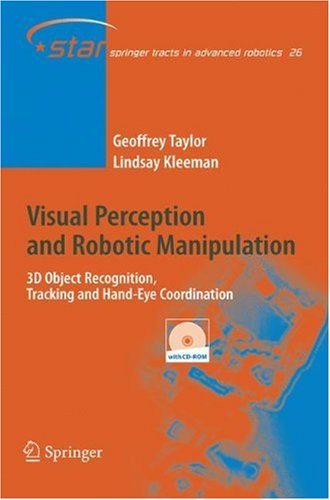 star
springer tracts in advanced robotics 26
Geoffrey Taylor
Lindsay Kleeman
Visual Perception
and Robotic Manipulation
3D Object Recognition,
Tracking and Hand-Eye Coordination
with CD-ROM
Springer